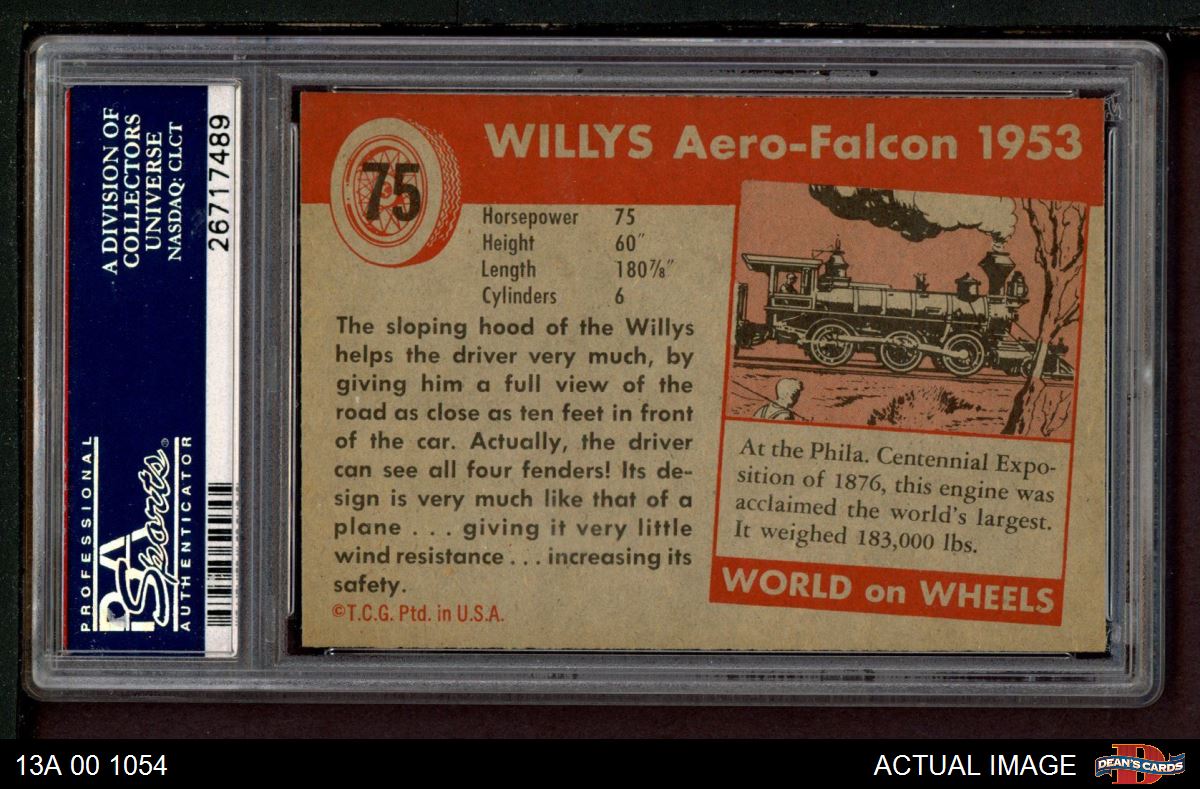 A DIVISION OF
COLLECTORS
UNIVERSE
NASDAQ: CLCT
26717489
PROFESSIONAL
PSA
Sports®
AUTHENTICATOR
75
WILLYS Aero-Falcon 1953
Horsepower 75
Height 60"
Length 180⅞"
Cylinders 6
The sloping hood of the Willys
helps the driver very much, by
giving him a full view of the
road as close as ten feet in front
of the car. Actually, the driver
can see all four fenders! Its de-
sign is very much like that of a
plane . . . giving it very little
wind resistance . . . increasing its
safety.
©T.C.G. Ptd. in U.S.A.
At the Phila. Centennial Expo-
sition of 1876, this engine was
acclaimed the world's largest.
It weighed 183,000 lbs.
WORLD on WHEELS
13A 00 1054
ACTUAL IMAGE
DEAN'S CARDS